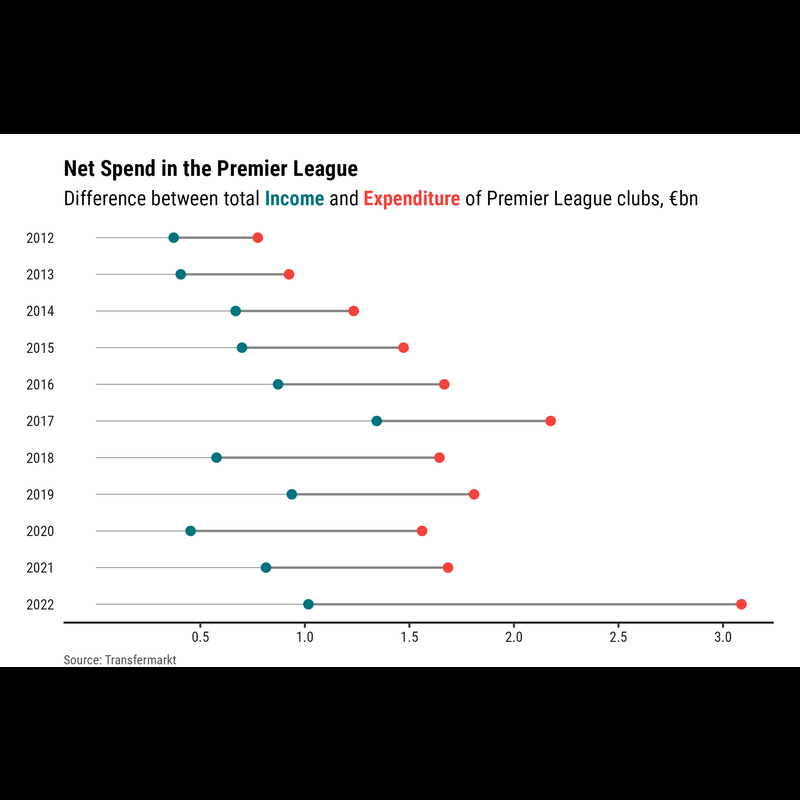 Net Spend in the Premier League
Difference between total Income and Expenditure of Premier League clubs, €bn
2012
2013
2014
2015
2016
2017
2018
2019
2020
2021
2022
0.5 1.0 1.5 2.0 2.5 3.0
Source: Transfermarkt